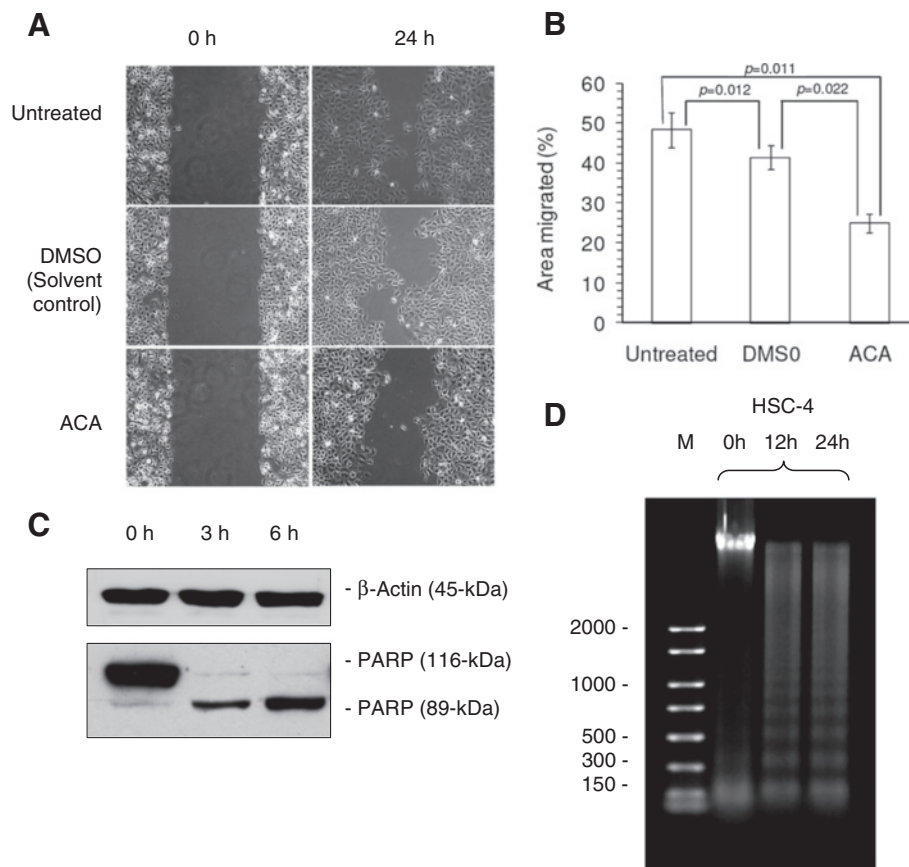 A
0 h
24 h
Untreated
DMSO
(Solvent
control)
ACA
B
p=0.011
p=0.012
p=0.022
Area migrated (%)
60
50
40
30
20
10
0
Untreated
DMS0
ACA
C
0 h
3 h
6 h
- β-Actin (45-kDa)
- PARP (116-kDa)
- PARP (89-kDa)
D
HSC-4
M
0h
12h
24h
2000 -
1000 -
500 -
300 -
150 -